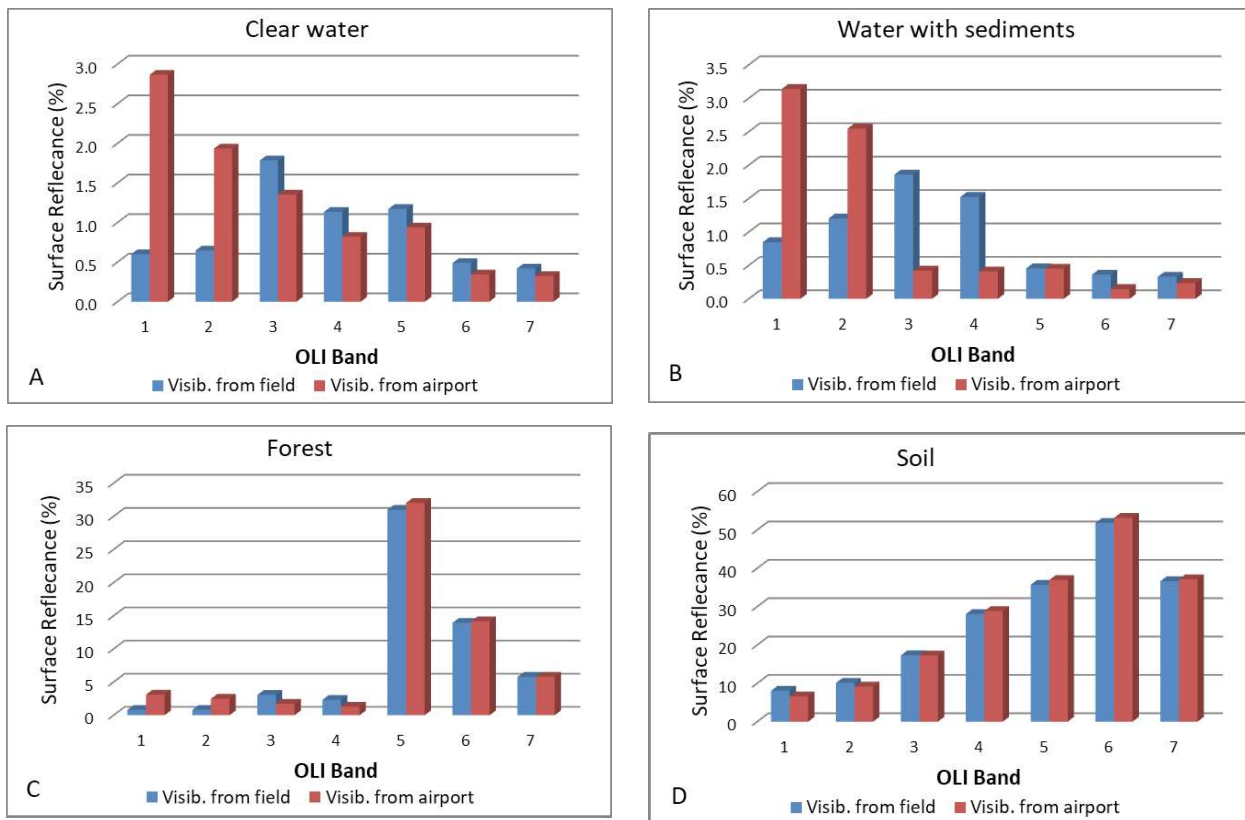 Clear water
Surface Reflecance (%)
3.0
2.5
2.0
1.5
1.0
0.5
0.0
1 2 3 4 5 6 7
OLI Band
Visib. from field Visib. from airport
A
Water with sediments
Surface Reflecance (%)
3.5
3.0
2.5
2.0
1.5
1.0
0.5
0.0
1 2 3 4 5 6 7
OLI Band
Visib. from field Visib. from airport
B
Forest
Surface Reflecance (%)
35
30
25
20
15
10
5
0
1 2 3 4 5 6 7
OLI Band
Visib. from field Visib. from airport
C
Soil
Surface Reflecance (%)
60
50
40
30
20
10
0
1 2 3 4 5 6 7
OLI Band
Visib. from field Visib. from airport
D